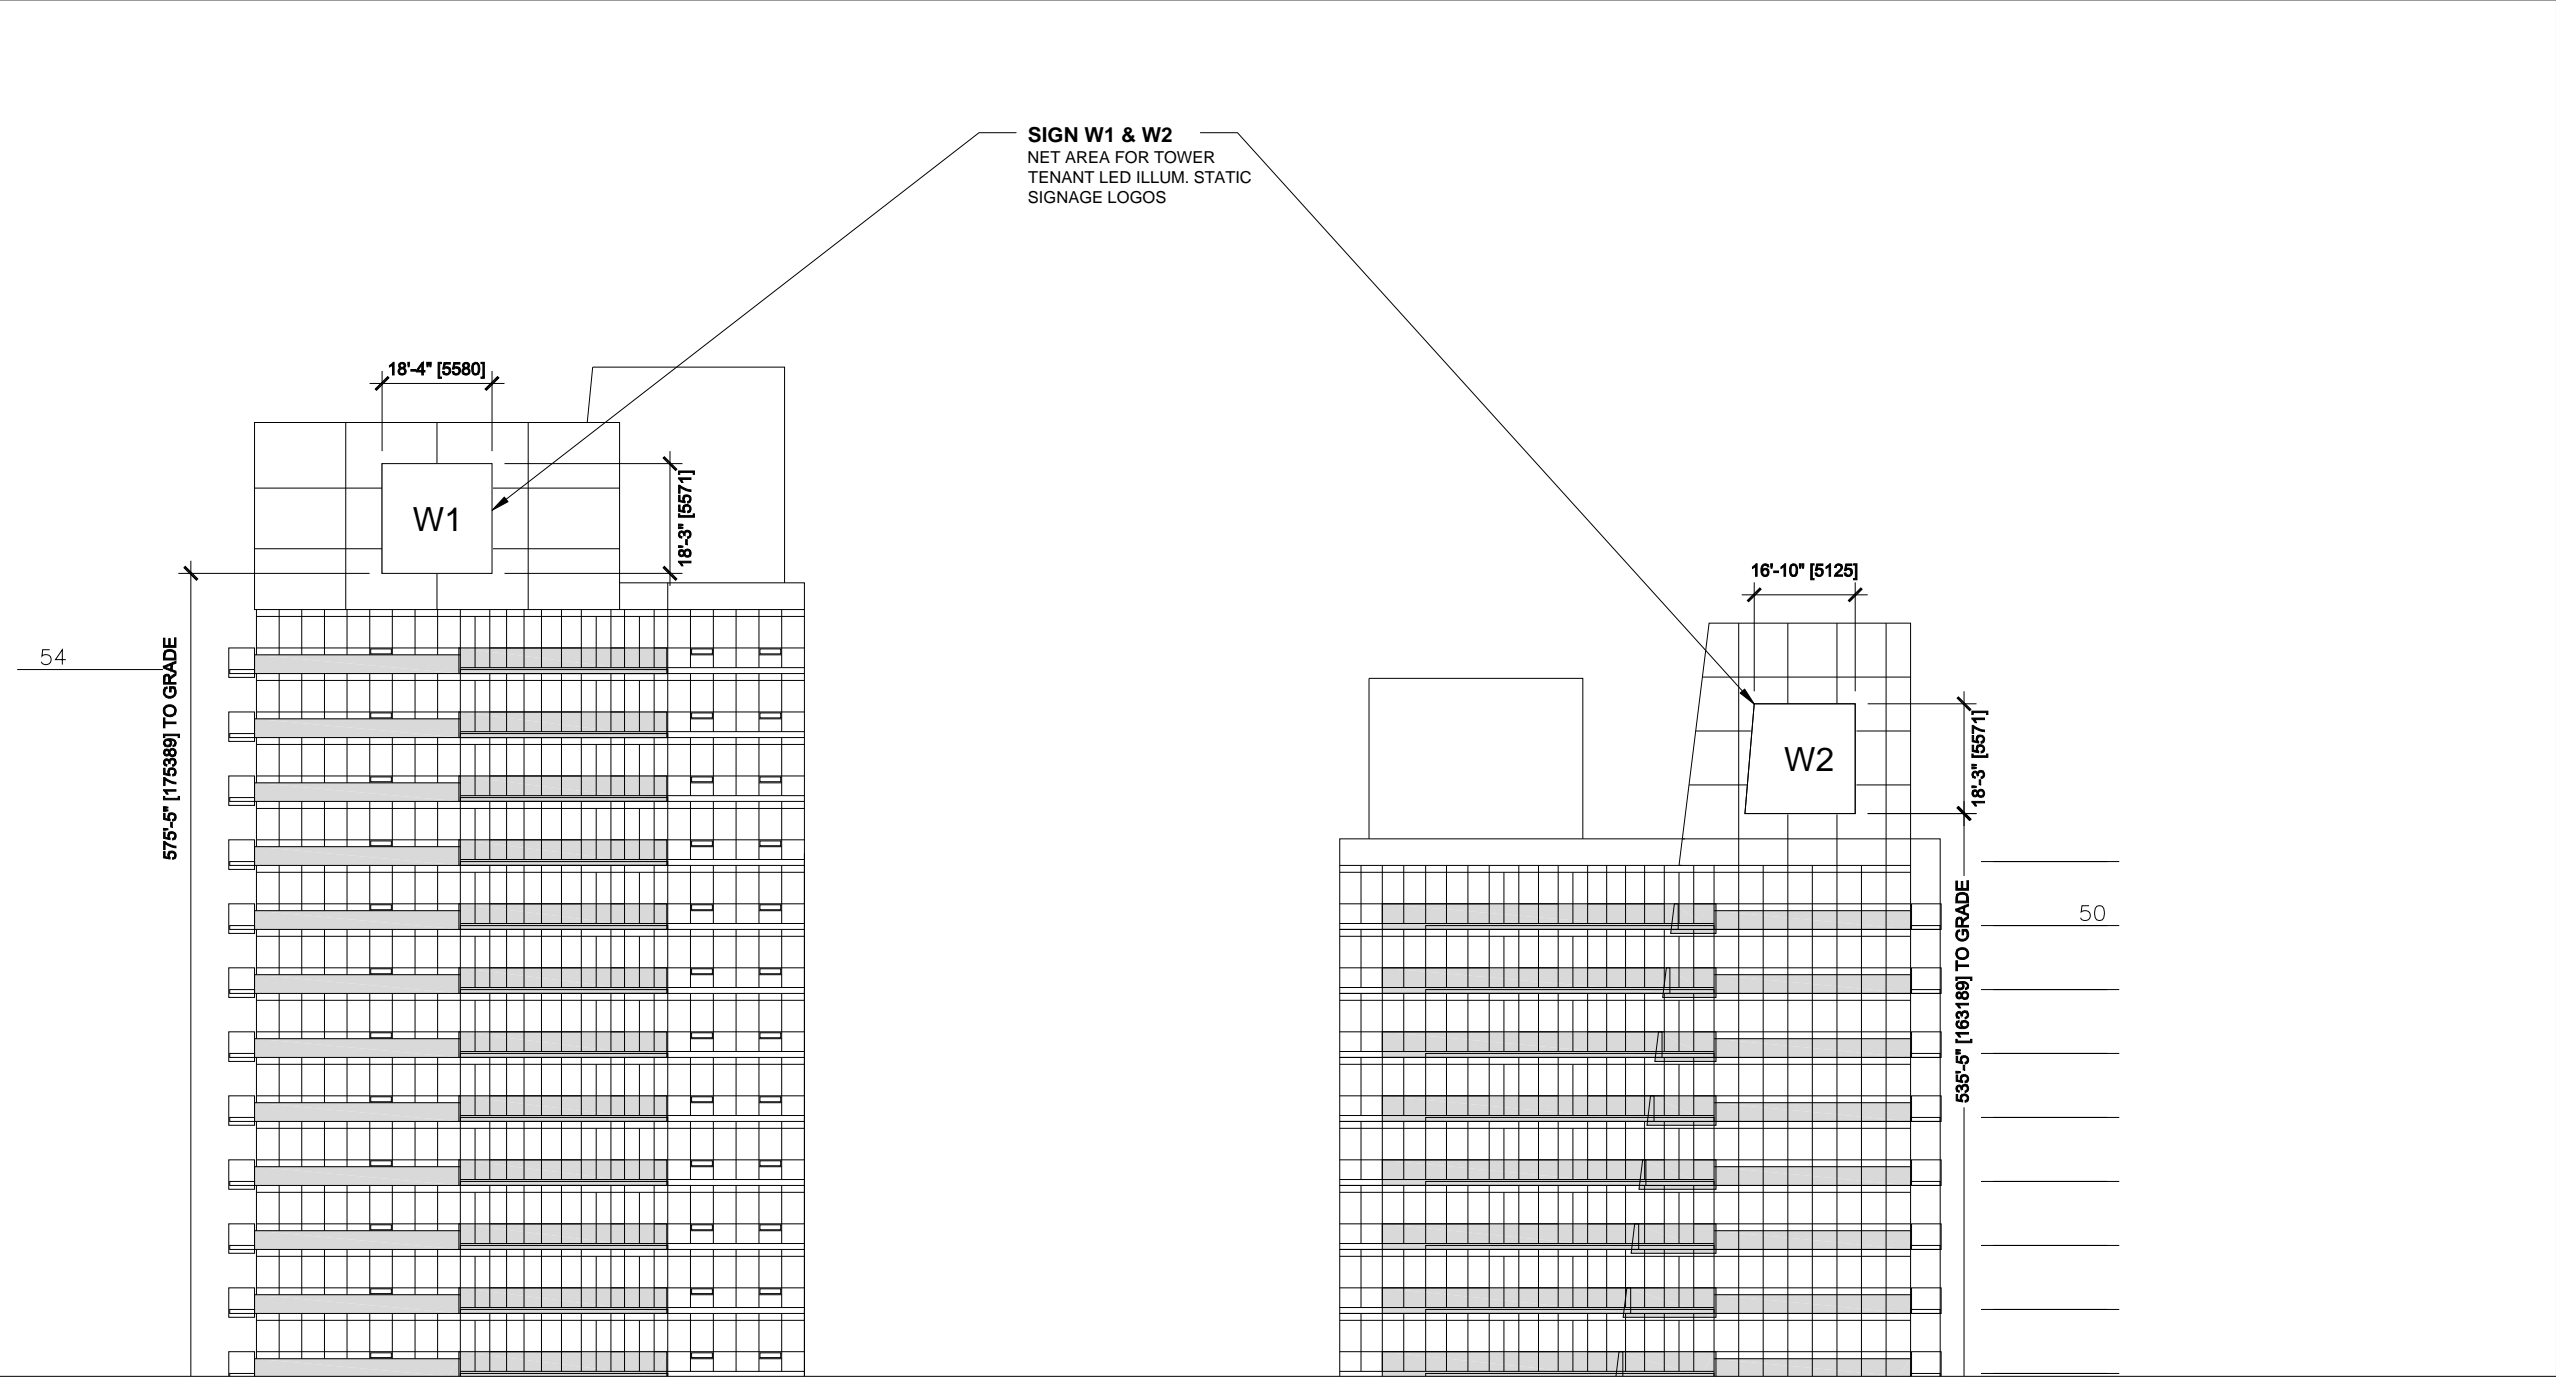 SIGN W1 & W2
NET AREA FOR TOWER
TENANT LED ILLUM. STATIC
SIGNAGE LOGOS
18'-4" [5580]
18'-3" [5571]
W1
575'-5" [175389] TO GRADE
54
16'-10" [5125]
18'-3" [5571]
W2
535'-5" [163189] TO GRADE
50